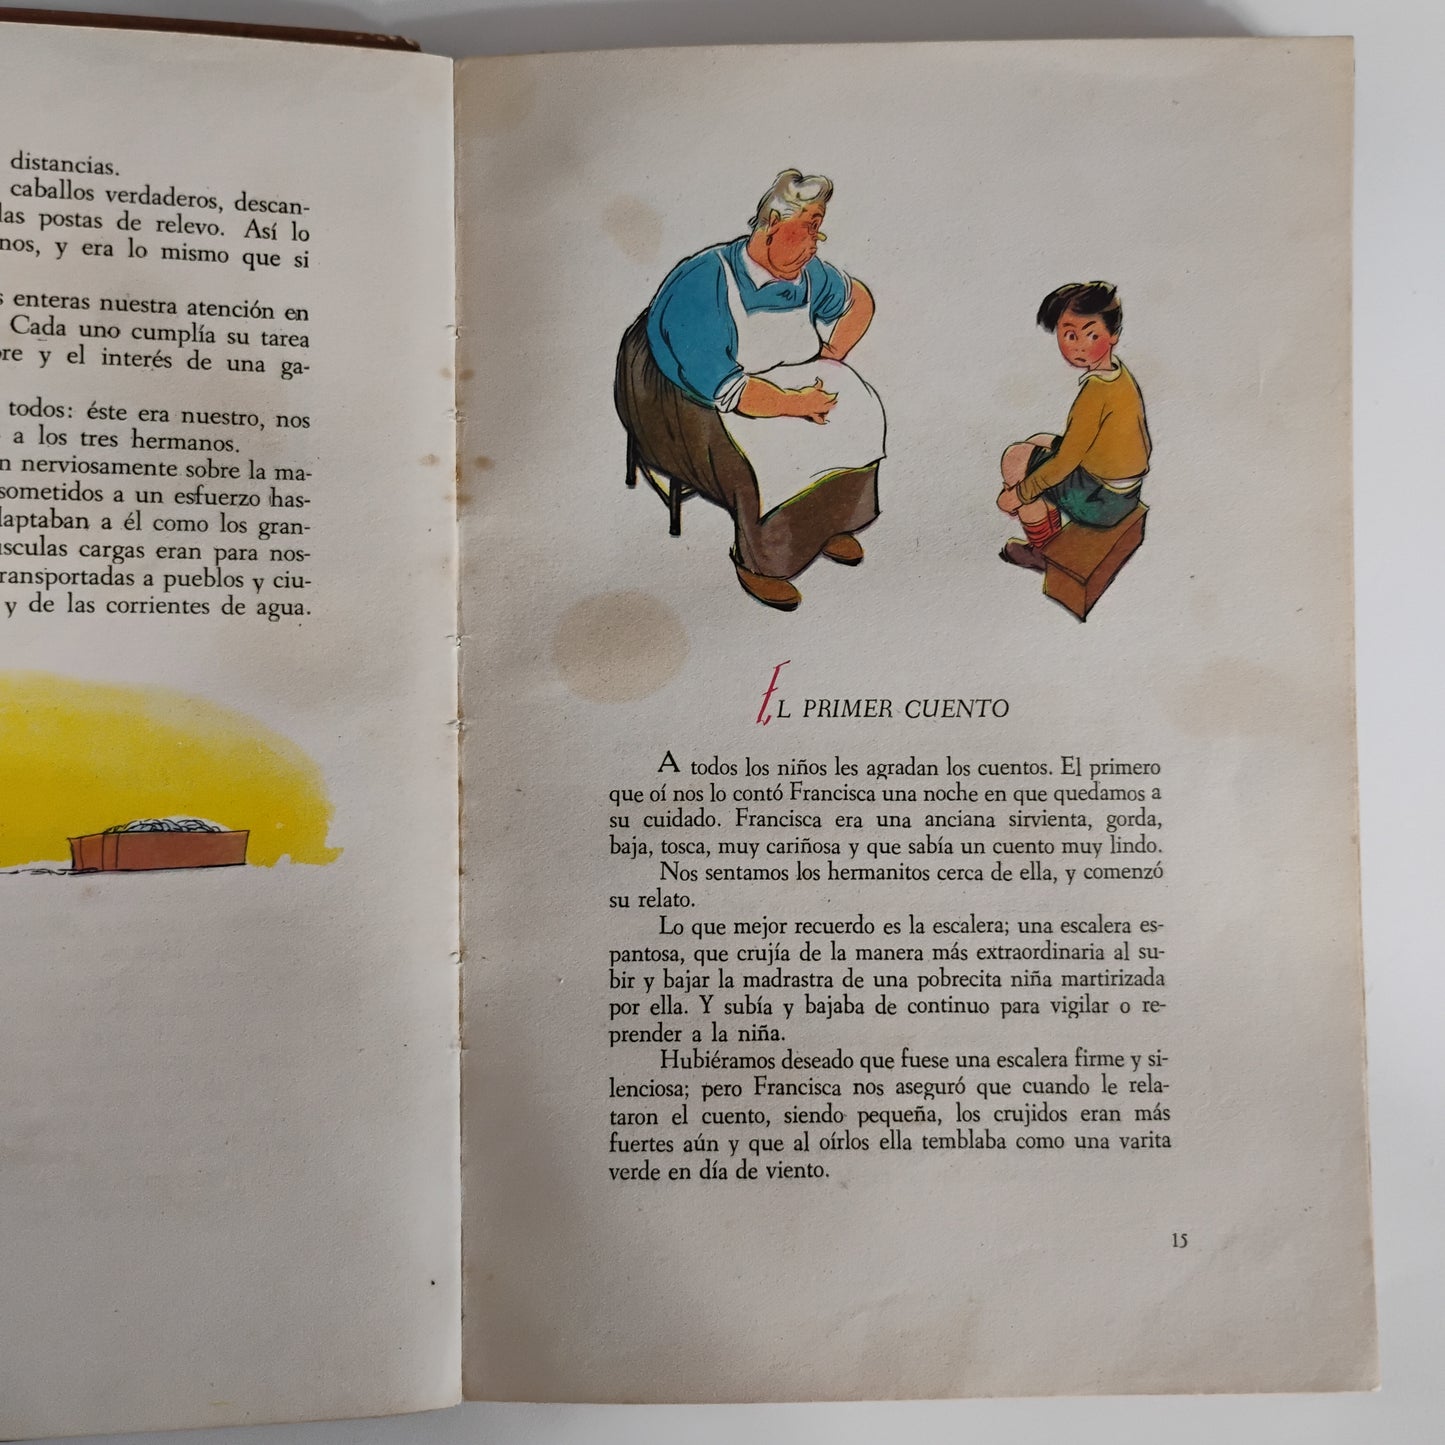 distancias.
caballos verdaderos, descan-
las postas de relevo. Así lo
nos, y era lo mismo que si
enteras nuestra atención en
Cada uno cumplía su tarea
y el interés de una ga-
todos: éste era nuestro, nos
a los tres hermanos.
n nerviosamente sobre la ma-
sometidos a un esfuerzo has-
daptaban a él como los gran-
úsculas cargas eran para nos-
transportadas a pueblos y ciu-
y de las corrientes de agua.
EL PRIMER CUENTO
A todos los niños les agradan los cuentos. El primero
que oí nos lo contó Francisca una noche en que quedamos a
su cuidado. Francisca era una anciana sirvienta, gorda,
baja, tosca, muy cariñosa y que sabía un cuento muy lindo.
Nos sentamos los hermanitos cerca de ella, y comenzó
su relato.
Lo que mejor recuerdo es la escalera; una escalera es-
pantosa, que crujía de la manera más extraordinaria al su-
bir y bajar la madrastra de una pobrecita niña martirizada
por ella. Y subía y bajaba de continuo para vigilar o re-
prender a la niña.
Hubiéramos deseado que fuese una escalera firme y si-
lenciosa; pero Francisca nos aseguró que cuando le rela-
taron el cuento, siendo pequeña, los crujidos eran más
fuertes aún y que al oírlos ella temblaba como una varita
verde en día de viento.
15